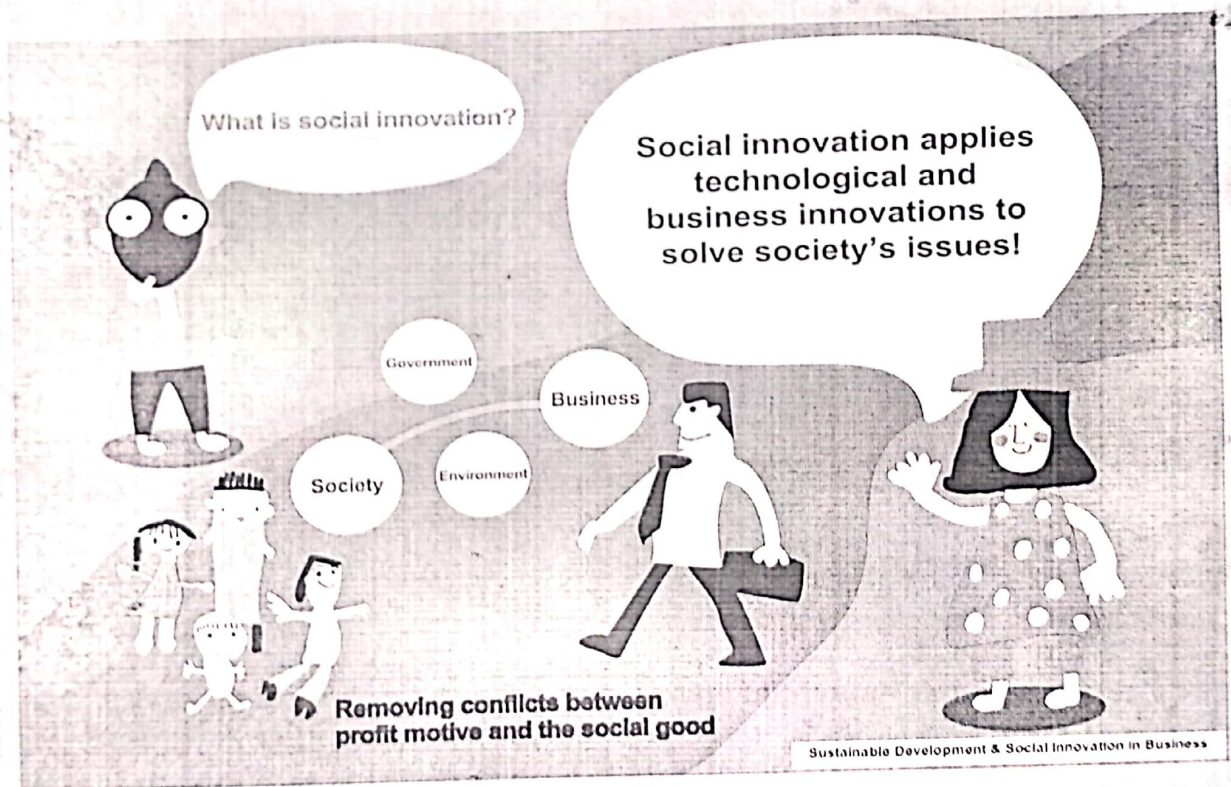 What is social innovation?
Social innovation applies
technological and
business innovations to
solve society's issues!
Government
Business
Society
Environment
Removing conflicts between
profit motive and the social good
Sustainable Development & Social Innovation in Business